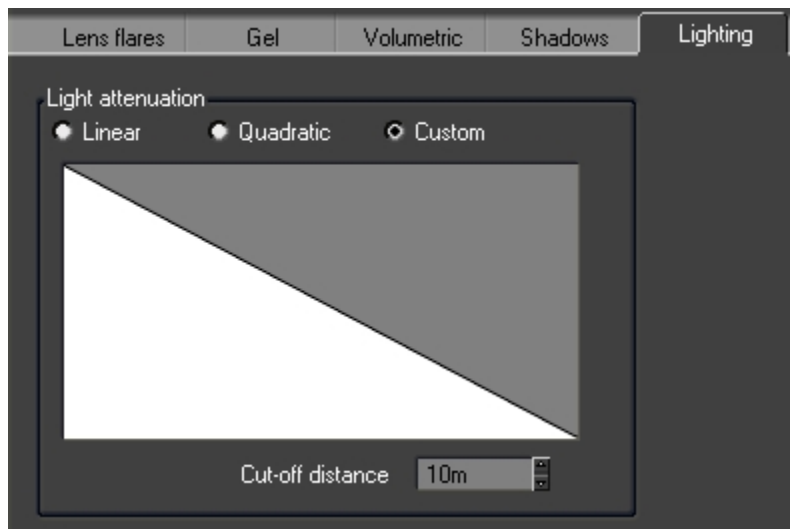 Lens flares Gel Volumetric Shadows Lighting
Light attenuation
Linear Quadratic Custom
Cut-off distance 10m